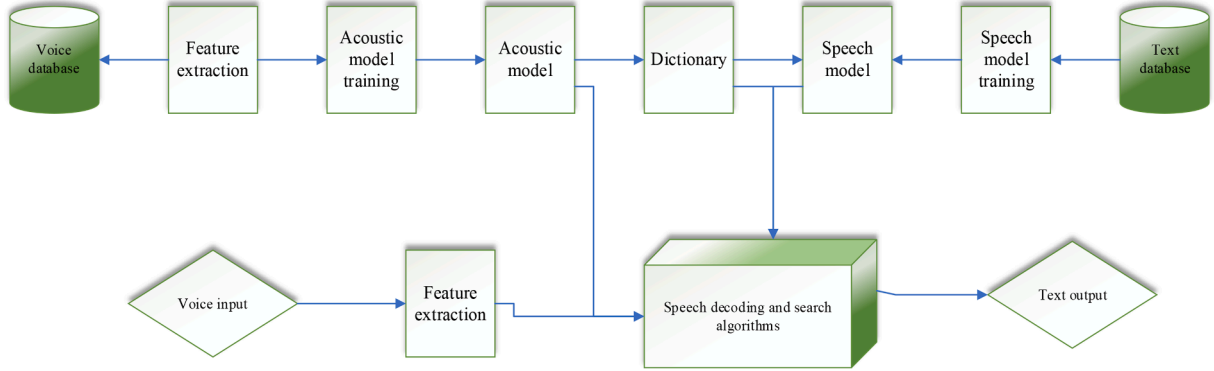 Voice
database
Feature
extraction
Acoustic
model
training
Acoustic
model
Dictionary
Speech
model
Speech
model
training
Text
database
Voice input
Feature
extraction
Speech decoding and search
algorithms
Text output